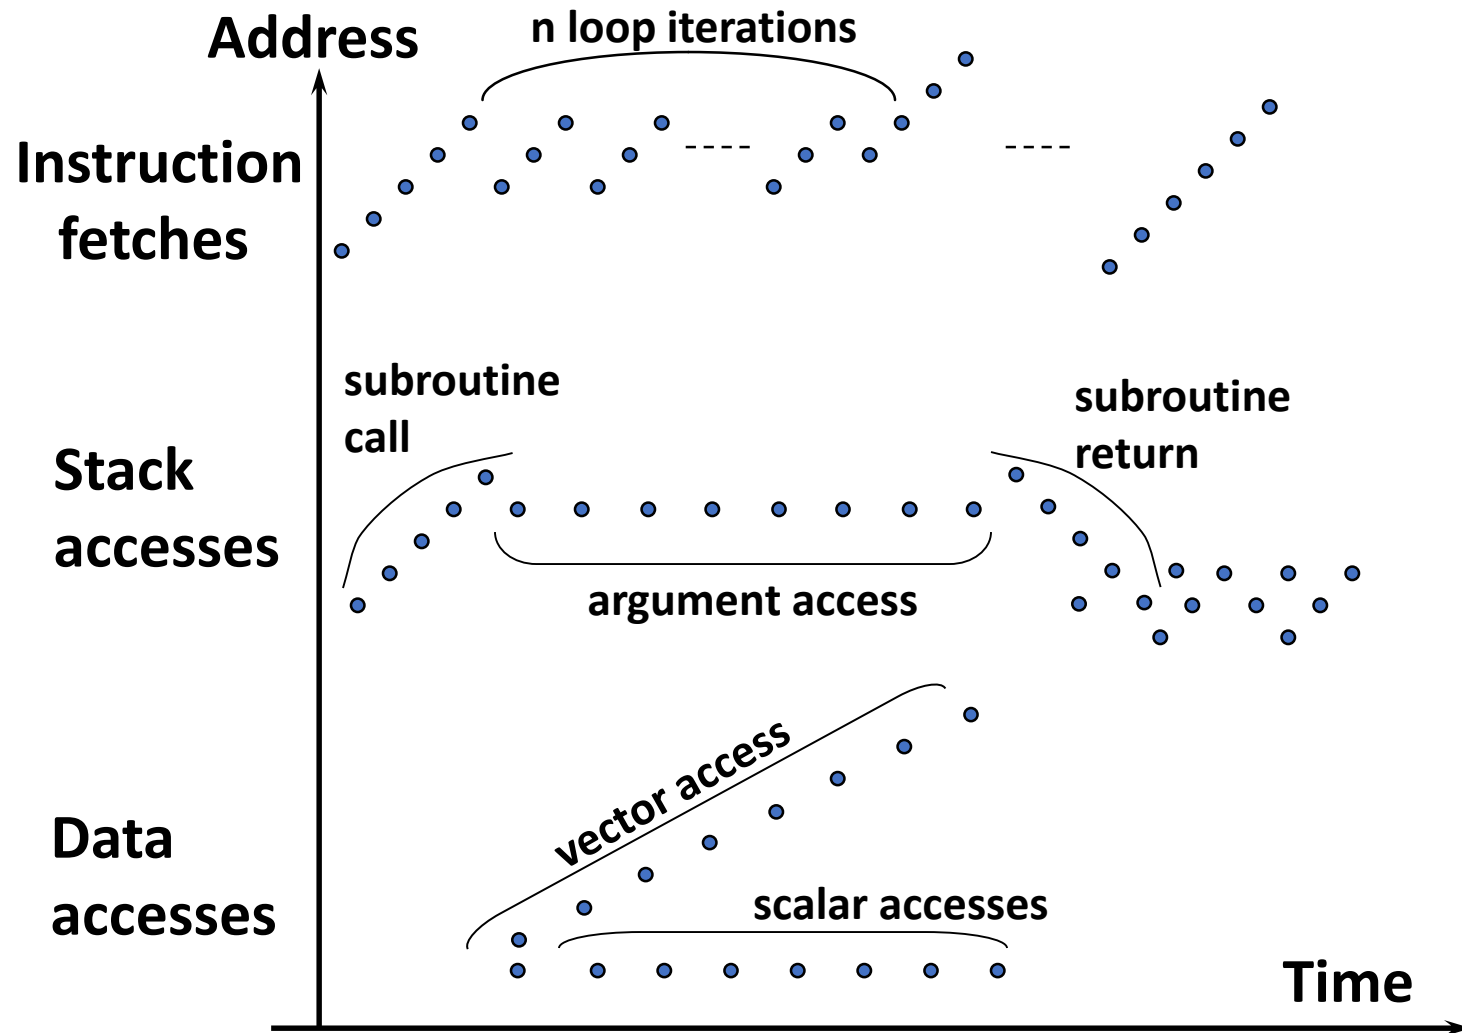 Address
n loop iterations
Instruction
fetches
subroutine
call
subroutine
return
Stack
accesses
argument access
vector access
Data
accesses
scalar accesses
Time